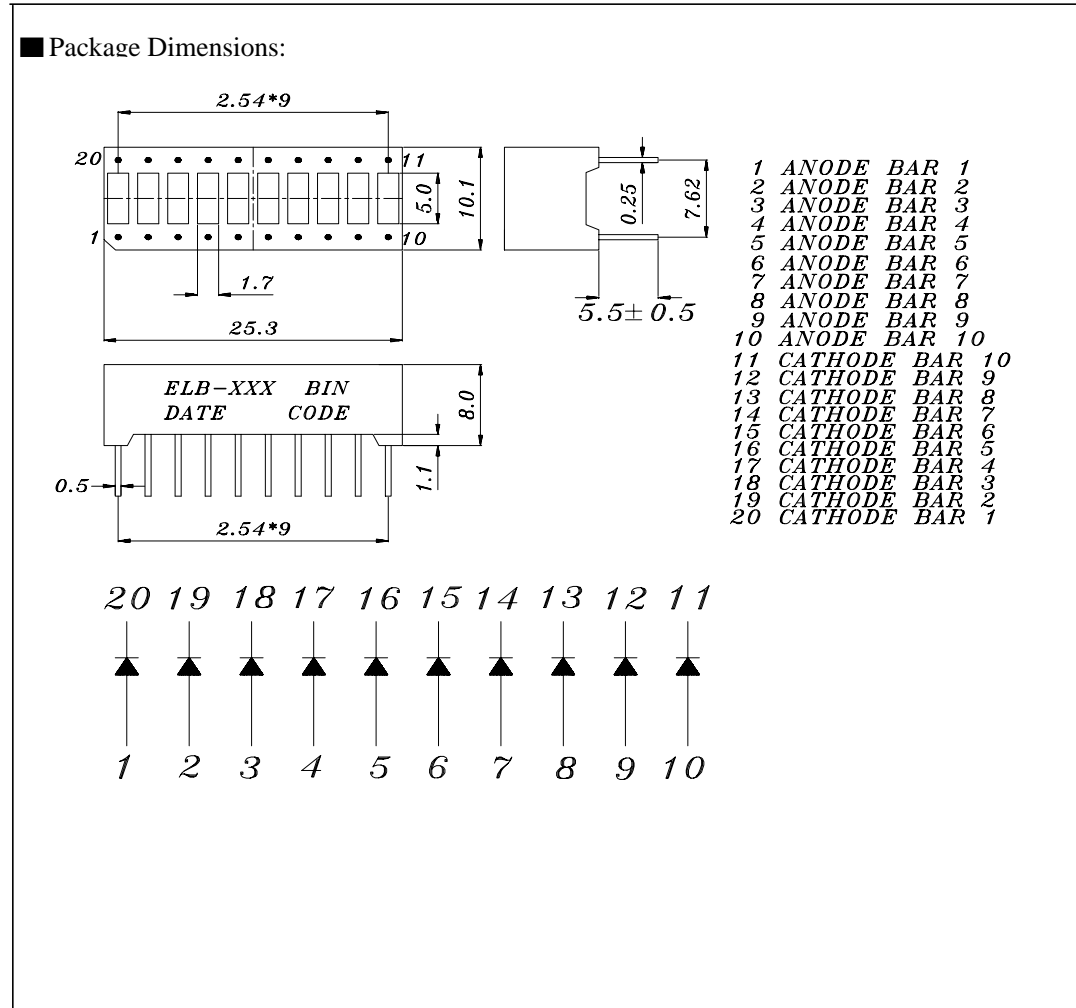 ■ Package Dimensions:
2.54*9
20
11
5.0
10.1
1
10
1.7
25.3
0.25
7.62
5.5± 0.5
ELB-XXX BIN
DATE CODE
8.0
1.1
0.5
2.54*9
1 ANODE BAR 1
2 ANODE BAR 2
3 ANODE BAR 3
4 ANODE BAR 4
5 ANODE BAR 5
6 ANODE BAR 6
7 ANODE BAR 7
8 ANODE BAR 8
9 ANODE BAR 9
10 ANODE BAR 10
11 CATHODE BAR 10
12 CATHODE BAR 9
13 CATHODE BAR 8
14 CATHODE BAR 7
15 CATHODE BAR 6
16 CATHODE BAR 5
17 CATHODE BAR 4
18 CATHODE BAR 3
19 CATHODE BAR 2
20 CATHODE BAR 1
20 19 18 17 16 15 14 13 12 11
1 2 3 4 5 6 7 8 9 10